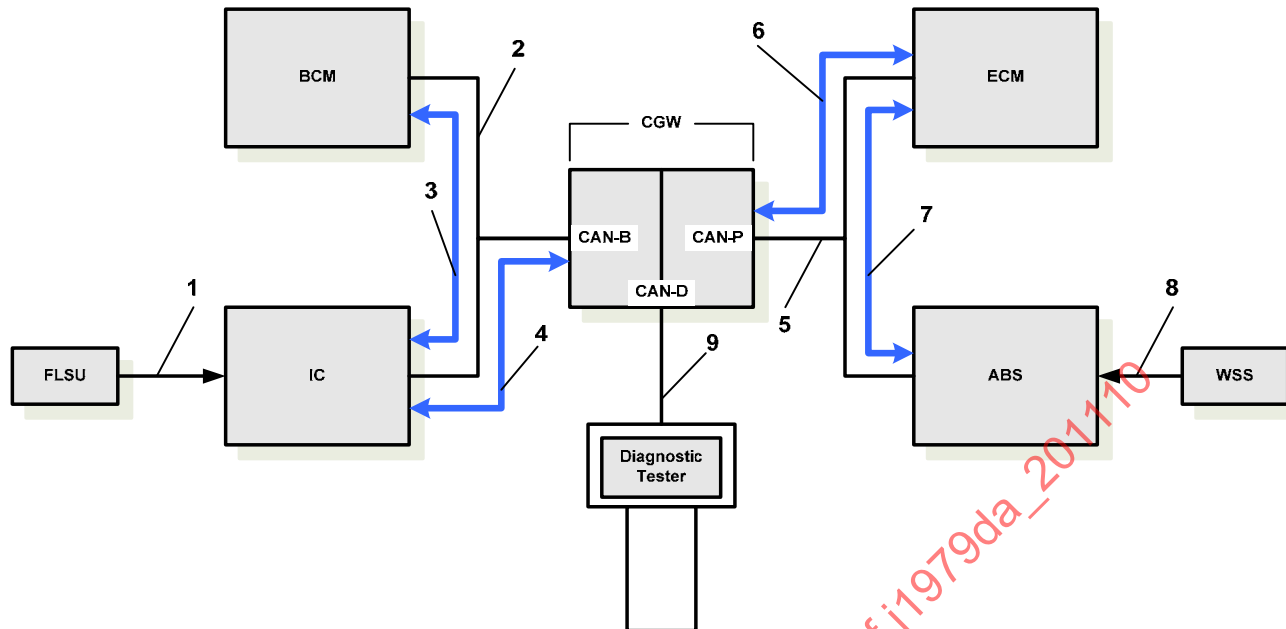 BCM
2
6
ECM
CGW
3
CAN-B
CAN-P
7
CAN-D
1
5
8
4
9
FLSU
IC
ABS
WSS
Diagnostic
Tester
f j1979da_201110